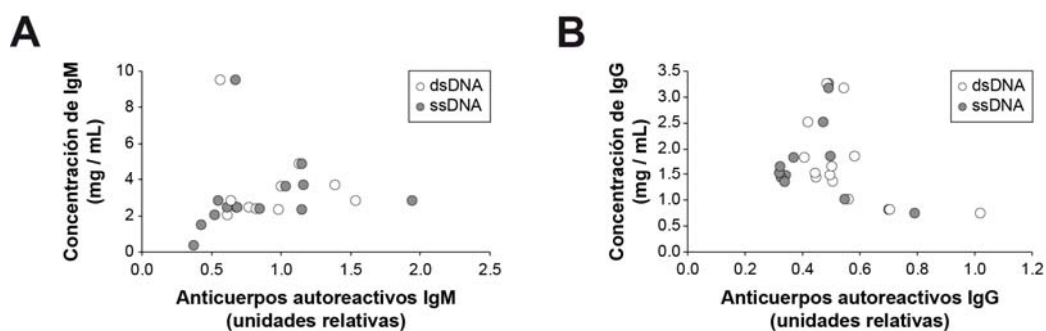 A
Concentración de IgM
(mg / mL)
10
8
6
4
2
0
dsDNA
ssDNA
0.0 0.5 1.0 1.5 2.0 2.5
Anticuerpos autoreactivos IgM
(unidades relativas)
B
Concentración de IgG
(mg / mL)
3.5
3.0
2.5
2.0
1.5
1.0
0.5
0.0
dsDNA
ssDNA
0.0 0.2 0.4 0.6 0.8 1.0 1.2
Anticuerpos autoreactivos IgG
(unidades relativas)